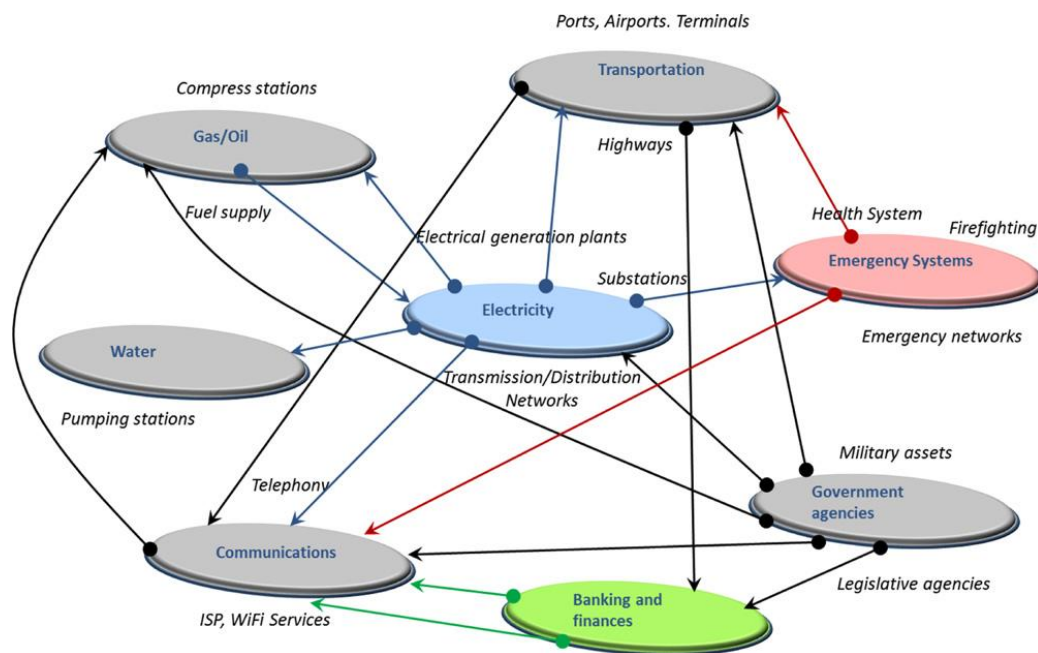 Ports, Airports. Terminals
Transportation
Compress stations
Gas/Oil
Highways
Fuel supply
Health System
Firefighting
Electrical generation plants
Emergency Systems
Substations
Electricity
Emergency networks
Water
Transmission/Distribution
Networks
Pumping stations
Military assets
Telephony
Government
agencies
Communications
Legislative agencies
Banking and
finances
ISP, WiFi Services